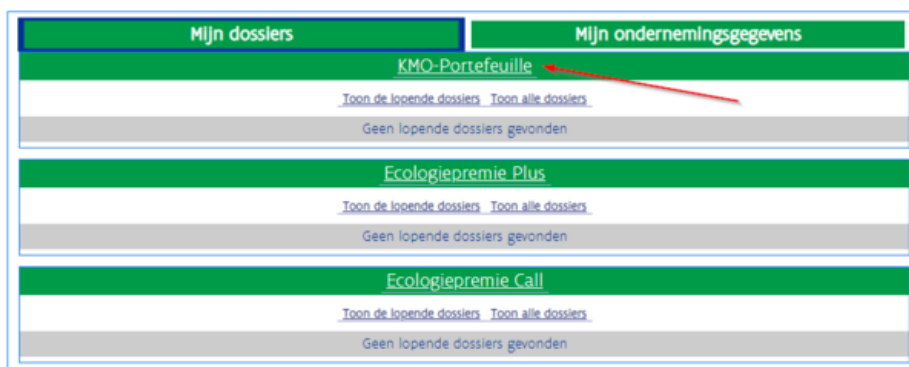 Mijn dossiers Mijn ondernemingsgegevens
KMO-Portefeuille
Toon de lopende dossiers Toon alle dossiers
Geen lopende dossiers gevonden
Ecologiepremie Plus
Toon de lopende dossiers Toon alle dossiers
Geen lopende dossiers gevonden
Ecologiepremie Call
Toon de lopende dossiers Toon alle dossiers
Geen lopende dossiers gevonden